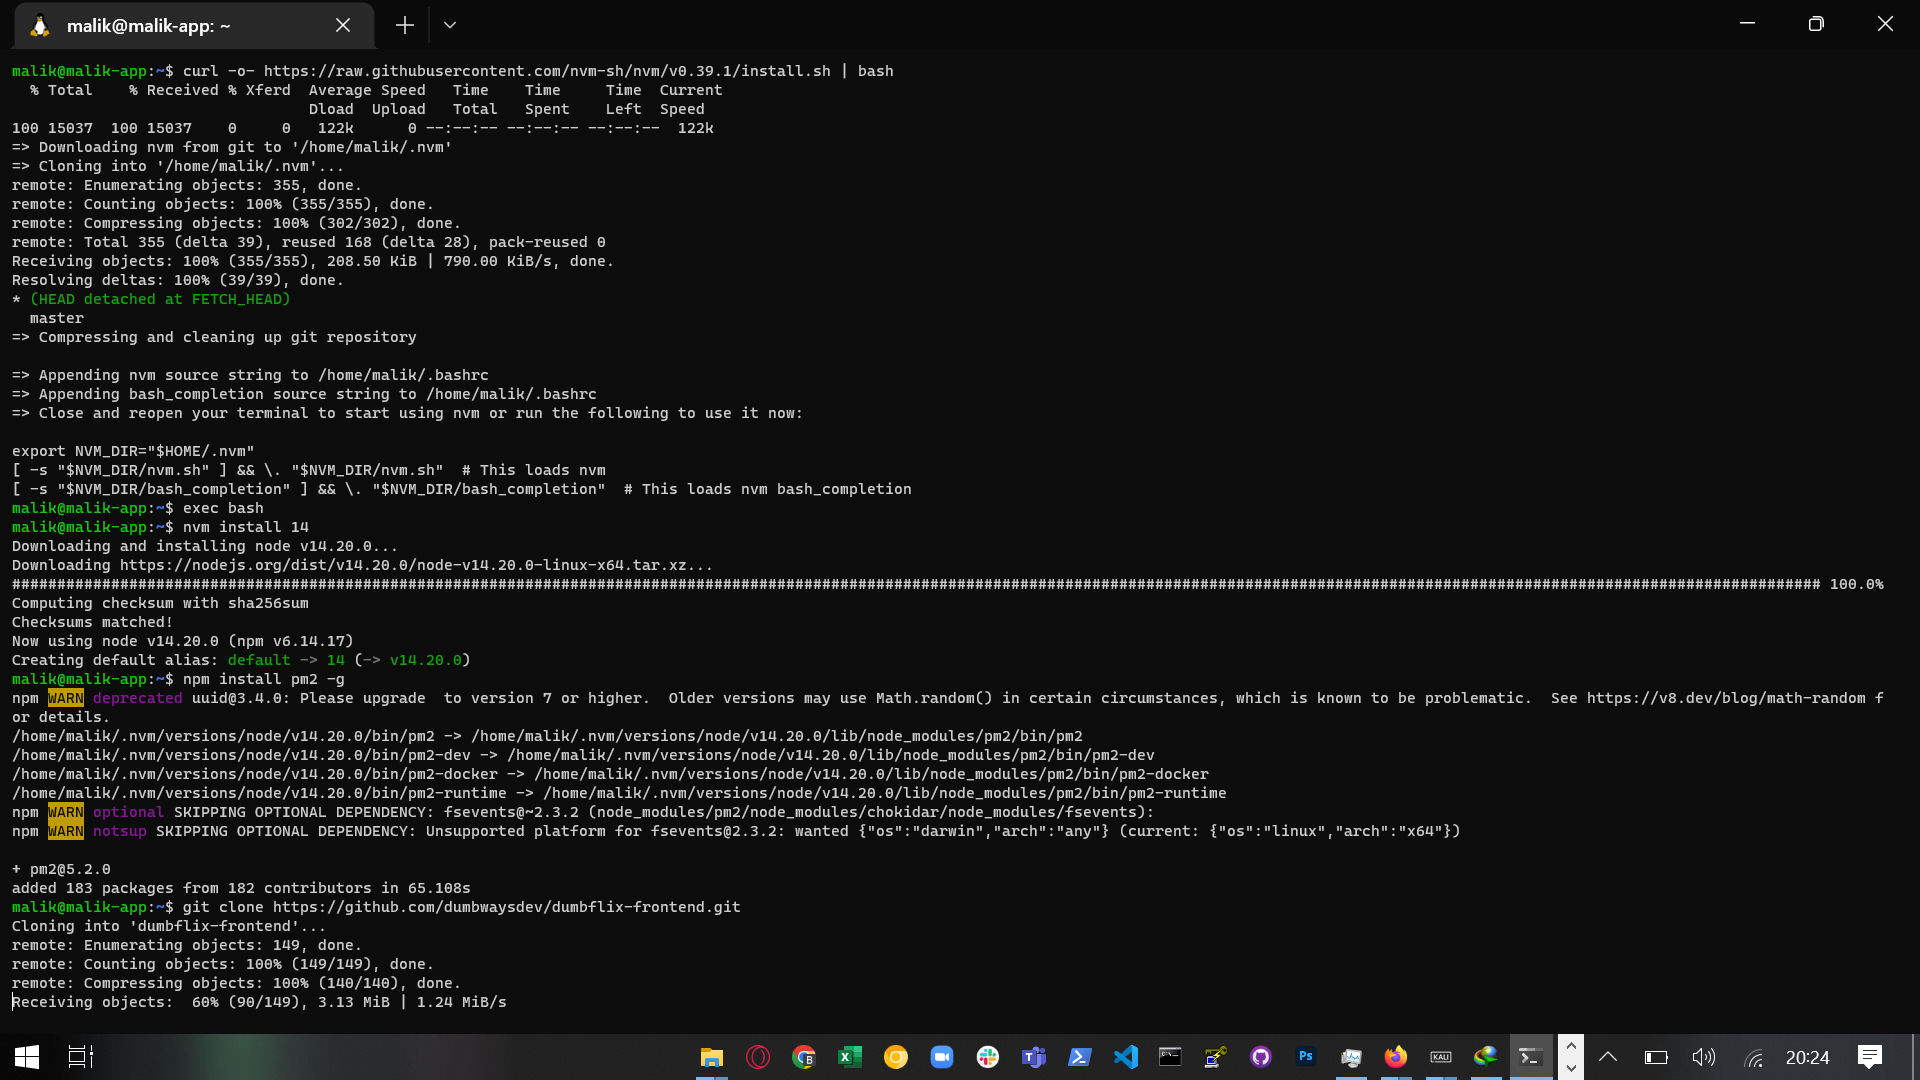 malik@malik-app: ~
malik@malik-app:~$ curl -o- https://raw.githubusercontent.com/nvm-sh/nvm/v0.39.1/install.sh | bash
  % Total    % Received % Xferd  Average Speed   Time    Time     Time  Current
                                 Dload  Upload   Total   Spent    Left  Speed
100 15037  100 15037    0     0   122k      0 --:--:-- --:--:-- --:--:--  122k
=> Downloading nvm from git to '/home/malik/.nvm'
=> Cloning into '/home/malik/.nvm'...
remote: Enumerating objects: 355, done.
remote: Counting objects: 100% (355/355), done.
remote: Compressing objects: 100% (302/302), done.
remote: Total 355 (delta 39), reused 168 (delta 28), pack-reused 0
Receiving objects: 100% (355/355), 208.50 KiB | 790.00 KiB/s, done.
Resolving deltas: 100% (39/39), done.
* (HEAD detached at FETCH_HEAD)
  master
=> Compressing and cleaning up git repository
=> Appending nvm source string to /home/malik/.bashrc
=> Appending bash_completion source string to /home/malik/.bashrc
=> Close and reopen your terminal to start using nvm or run the following to use it now:
export NVM_DIR="$HOME/.nvm"
[ -s "$NVM_DIR/nvm.sh" ] && \. "$NVM_DIR/nvm.sh"  # This loads nvm
[ -s "$NVM_DIR/bash_completion" ] && \. "$NVM_DIR/bash_completion"  # This loads nvm bash_completion
malik@malik-app:~$ exec bash
malik@malik-app:~$ nvm install 14
Downloading and installing node v14.20.0...
Downloading https://nodejs.org/dist/v14.20.0/node-v14.20.0-linux-x64.tar.xz...
######################################################################################################################################################################################################### 100.0%
Computing checksum with sha256sum
Checksums matched!
Now using node v14.20.0 (npm v6.14.17)
Creating default alias: default -> 14 (-> v14.20.0)
malik@malik-app:~$ npm install pm2 -g
npm WARN deprecated uuid@3.4.0: Please upgrade  to version 7 or higher.  Older versions may use Math.random() in certain circumstances, which is known to be problematic.  See https://v8.dev/blog/math-random f
or details.
/home/malik/.nvm/versions/node/v14.20.0/bin/pm2 -> /home/malik/.nvm/versions/node/v14.20.0/lib/node_modules/pm2/bin/pm2
/home/malik/.nvm/versions/node/v14.20.0/bin/pm2-dev -> /home/malik/.nvm/versions/node/v14.20.0/lib/node_modules/pm2/bin/pm2-dev
/home/malik/.nvm/versions/node/v14.20.0/bin/pm2-docker -> /home/malik/.nvm/versions/node/v14.20.0/lib/node_modules/pm2/bin/pm2-docker
/home/malik/.nvm/versions/node/v14.20.0/bin/pm2-runtime -> /home/malik/.nvm/versions/node/v14.20.0/lib/node_modules/pm2/bin/pm2-runtime
npm WARN optional SKIPPING OPTIONAL DEPENDENCY: fsevents@~2.3.2 (node_modules/pm2/node_modules/chokidar/node_modules/fsevents):
npm WARN notsup SKIPPING OPTIONAL DEPENDENCY: Unsupported platform for fsevents@2.3.2: wanted {"os":"darwin","arch":"any"} (current: {"os":"linux","arch":"x64"})
+ pm2@5.2.0
added 183 packages from 182 contributors in 65.108s
malik@malik-app:~$ git clone https://github.com/dumbwaysdev/dumbflix-frontend.git
Cloning into 'dumbflix-frontend'...
remote: Enumerating objects: 149, done.
remote: Counting objects: 100% (149/149), done.
remote: Compressing objects: 100% (140/140), done.
Receiving objects:  60% (90/149), 3.13 MiB | 1.24 MiB/s
B
Ps
KALI
20:24